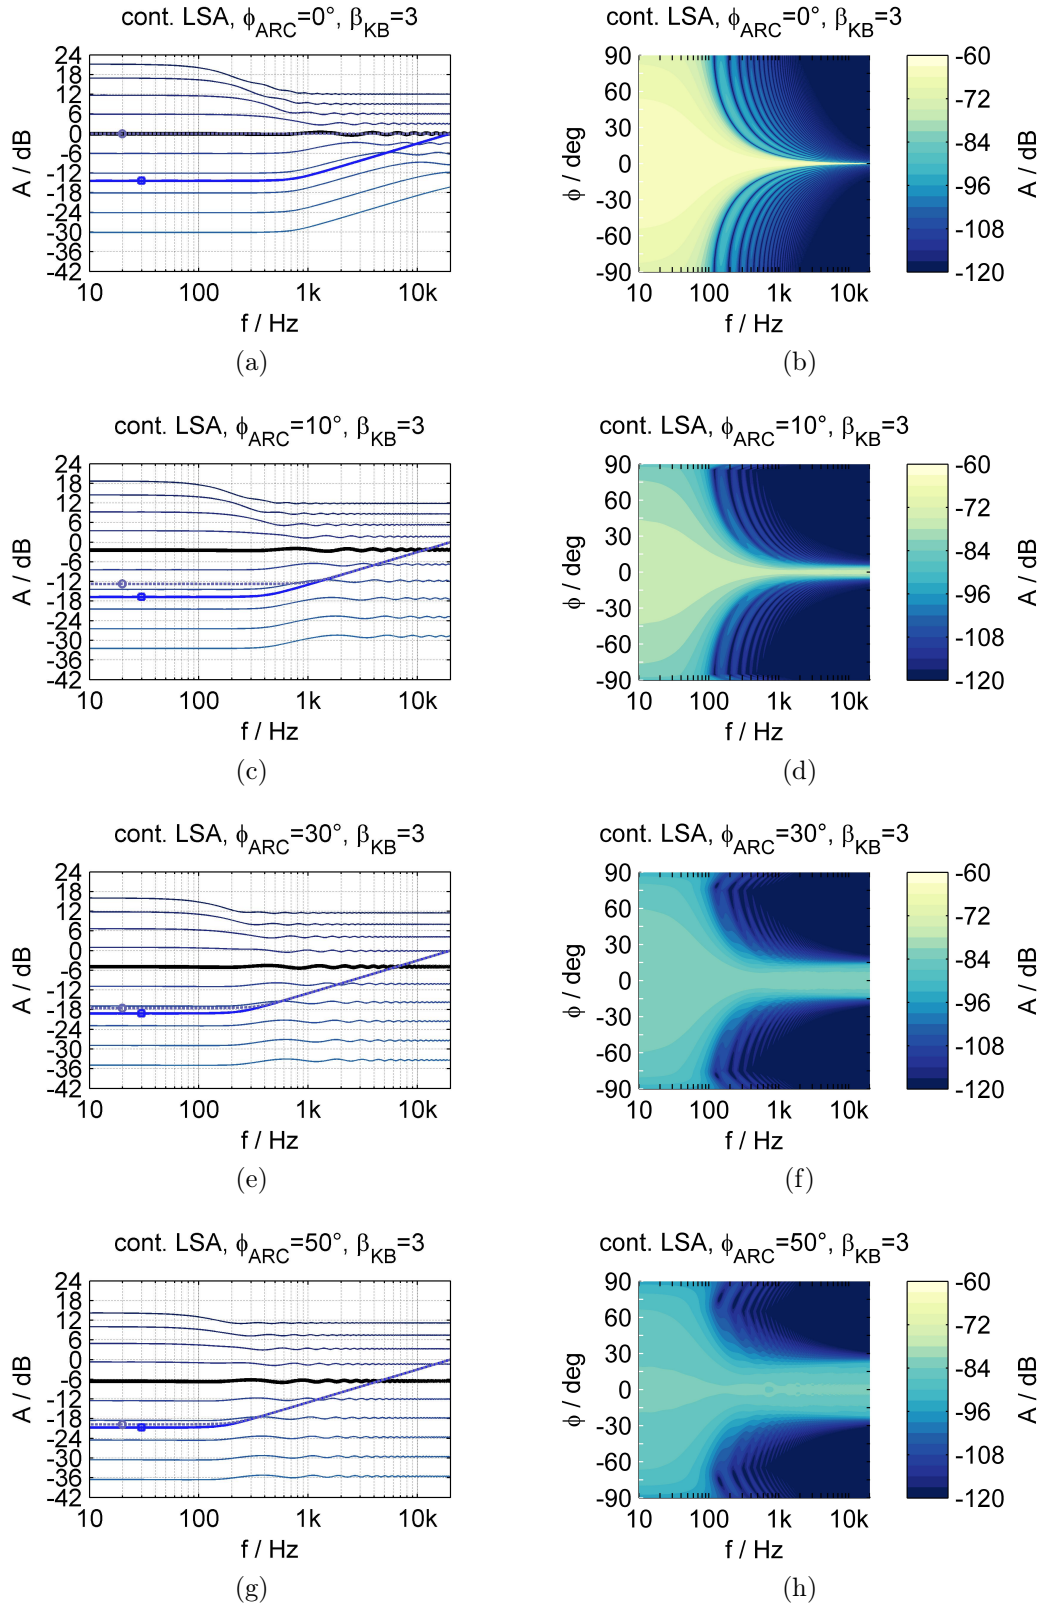 cont. LSA, ϕARC=0°, βKB=3
24
18
12
6
0
-6
-12
-18
-24
-30
-36
-42
A / dB
10 100 1k 10k
f / Hz
(a)
cont. LSA, ϕARC=0°, βKB=3
90
60
30
0
-30
-60
-90
ϕ / deg
10 100 1k 10k
f / Hz
-60
-72
-84
-96
-108
-120
A / dB
(b)
cont. LSA, ϕARC=10°, βKB=3
24
18
12
6
0
-6
-12
-18
-24
-30
-36
-42
A / dB
10 100 1k 10k
f / Hz
(c)
cont. LSA, ϕARC=10°, βKB=3
90
60
30
0
-30
-60
-90
ϕ / deg
10 100 1k 10k
f / Hz
-60
-72
-84
-96
-108
-120
A / dB
(d)
cont. LSA, ϕARC=30°, βKB=3
24
18
12
6
0
-6
-12
-18
-24
-30
-36
-42
A / dB
10 100 1k 10k
f / Hz
(e)
cont. LSA, ϕARC=30°, βKB=3
90
60
30
0
-30
-60
-90
ϕ / deg
10 100 1k 10k
f / Hz
-60
-72
-84
-96
-108
-120
A / dB
(f)
cont. LSA, ϕARC=50°, βKB=3
24
18
12
6
0
-6
-12
-18
-24
-30
-36
-42
A / dB
10 100 1k 10k
f / Hz
(g)
cont. LSA, ϕARC=50°, βKB=3
90
60
30
0
-30
-60
-90
ϕ / deg
10 100 1k 10k
f / Hz
-60
-72
-84
-96
-108
-120
A / dB
(h)